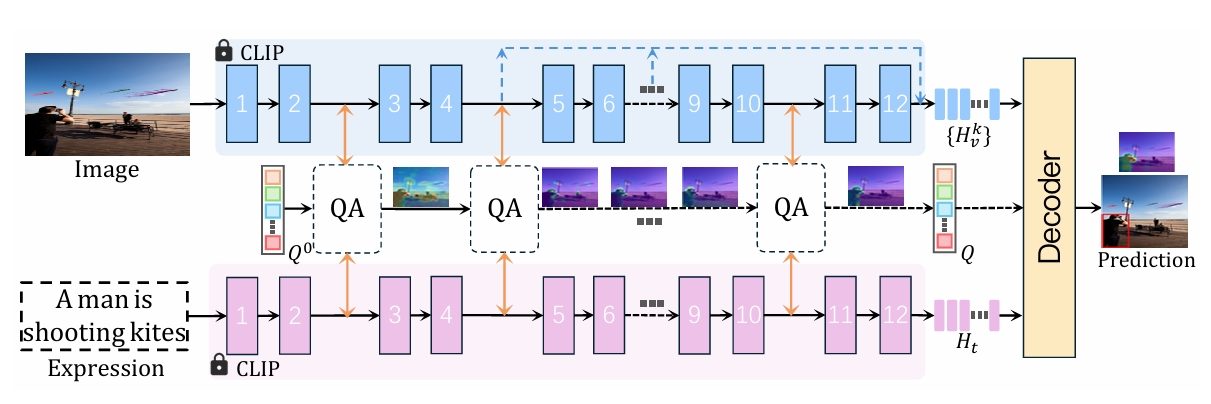 CLIP
1 2 3 4 5 6 9 10 11 12
{H_v^k}
Image
QA QA QA
Q⁰
Q
Decoder
Prediction
A man is
shooting kites
Expression
1 2 3 4 5 6 9 10 11 12
H_t
CLIP